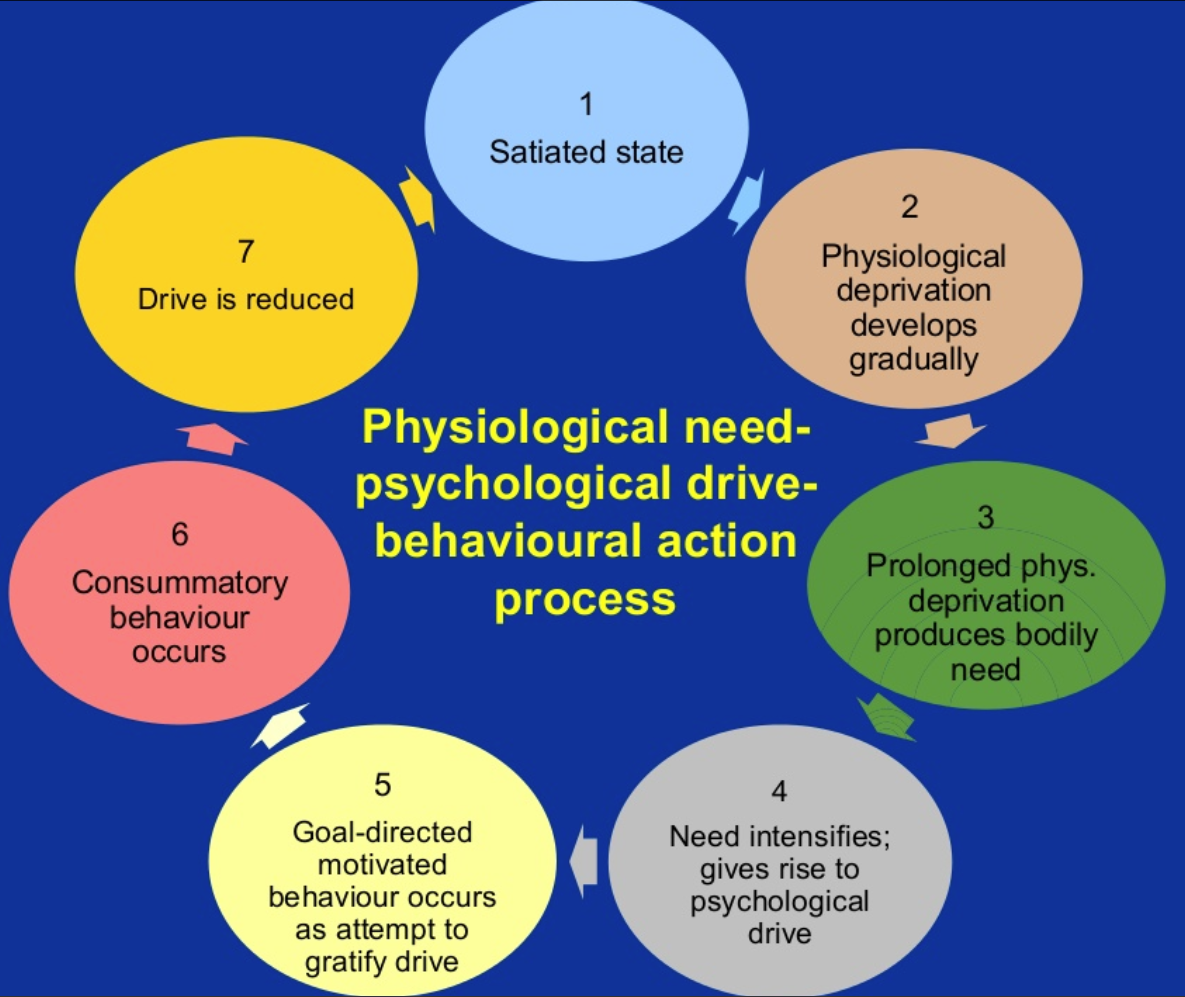 1
Satiated state
2
Physiological
deprivation
develops
gradually
3
Prolonged phys.
deprivation
produces bodily
need
4
Need intensifies;
gives rise to
psychological
drive
5
Goal-directed
motivated
behaviour occurs
as attempt to
gratify drive
6
Consummatory
behaviour
occurs
7
Drive is reduced
Physiological need-
psychological drive-
behavioural action
process